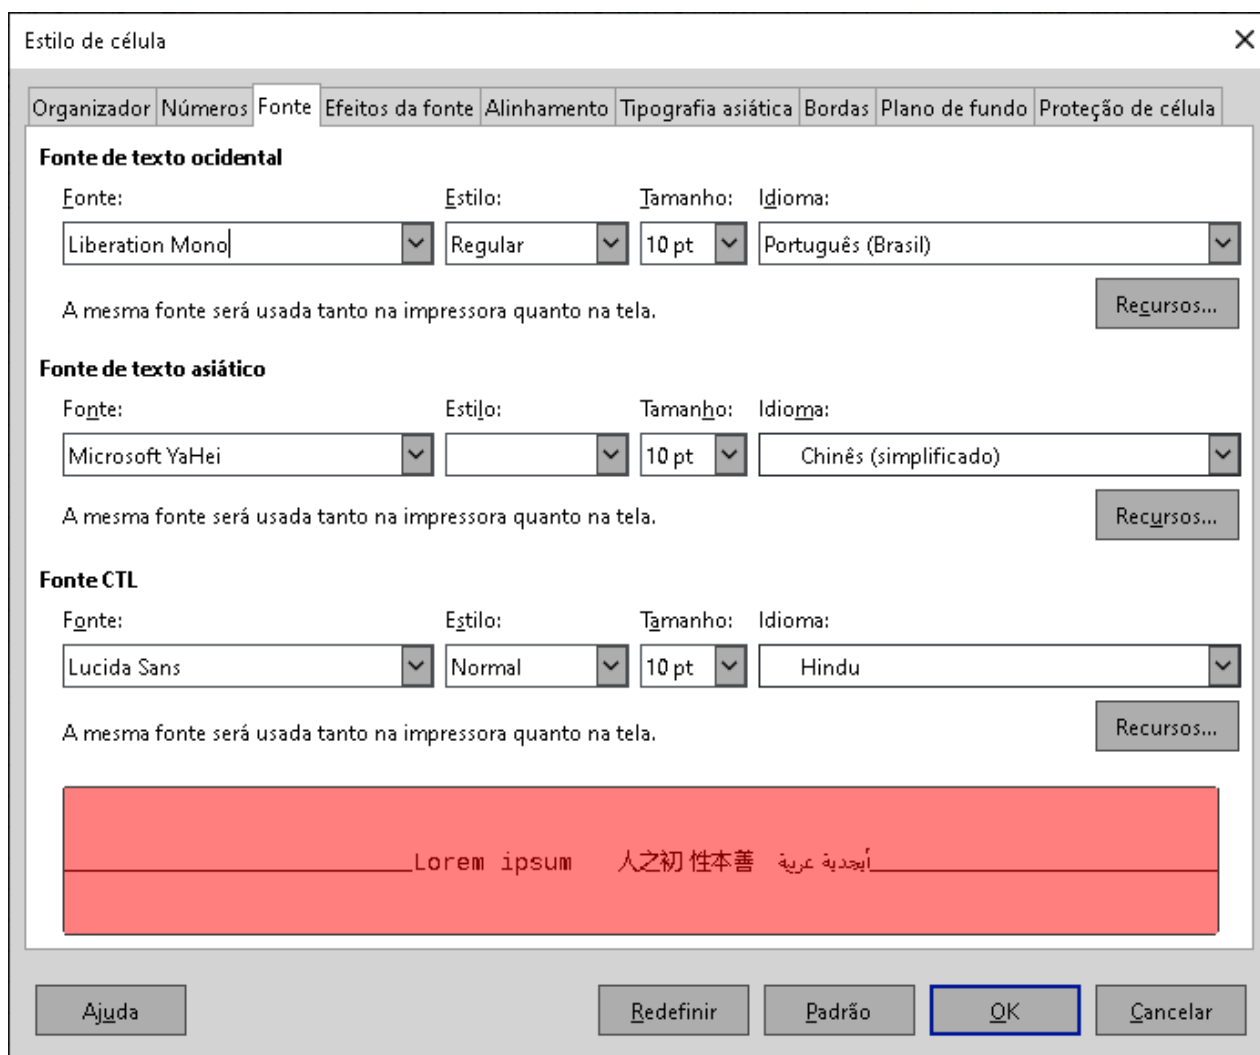 Estilo de célula
Organizador Números Fonte Efeitos da fonte Alinhamento Tipografia asiática Bordas Plano de fundo Proteção de célula
Fonte de texto ocidental
Fonte: Estilo: Tamanho: Idioma:
Liberation Mono Regular 10 pt Português (Brasil)
A mesma fonte será usada tanto na impressora quanto na tela. Recursos...
Fonte de texto asiático
Fonte: Estilo: Tamanho: Idioma:
Microsoft YaHei 10 pt Chinês (simplificado)
A mesma fonte será usada tanto na impressora quanto na tela. Recursos...
Fonte CTL
Fonte: Estilo: Tamanho: Idioma:
Lucida Sans Normal 10 pt Hindu
A mesma fonte será usada tanto na impressora quanto na tela. Recursos...
Lorem ipsum 人之初 性本善 أبجدية عربية
Ajuda Redefinir Padrão OK Cancelar